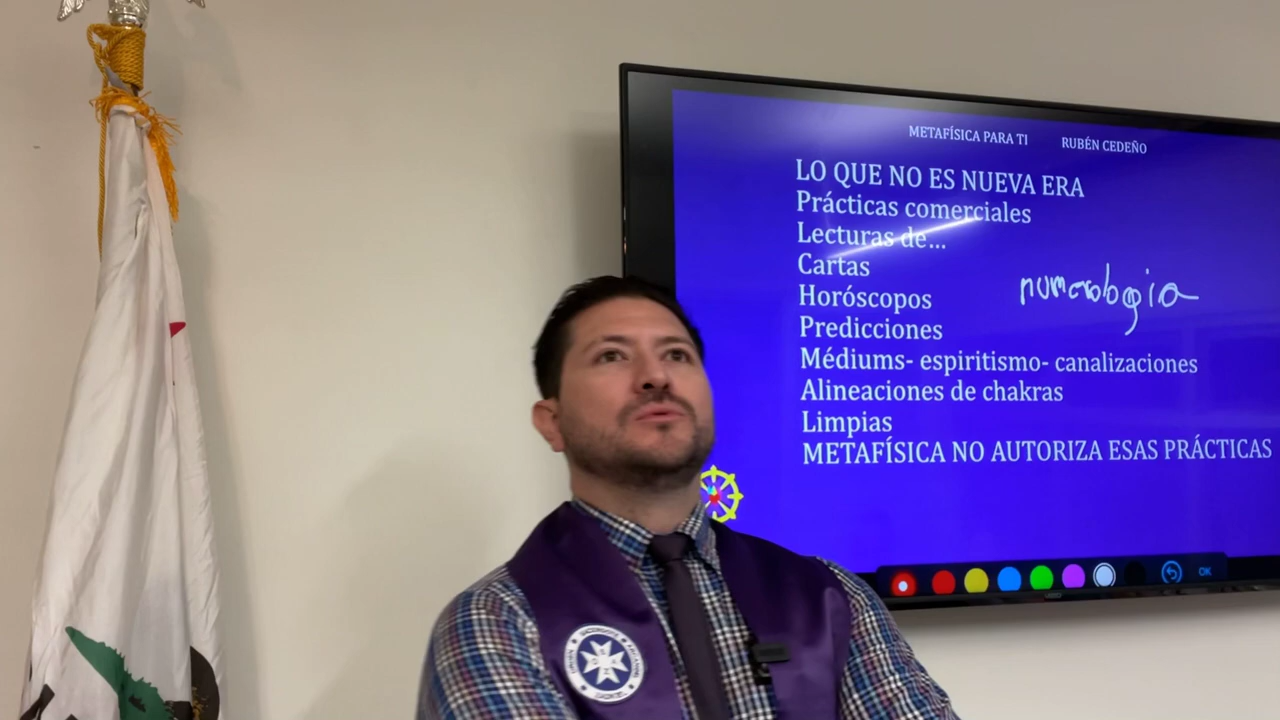 METAFÍSICA PARA TI RUBÉN CEDEÑO
LO QUE NO ES NUEVA ERA
Prácticas comerciales
Lecturas de...
Cartas
Horóscopos
numerologia
Predicciones
Médiums- espiritismo- canalizaciones
Alineaciones de chakras
Limpias
METAFÍSICA NO AUTORIZA ESAS PRÁCTICAS
OK